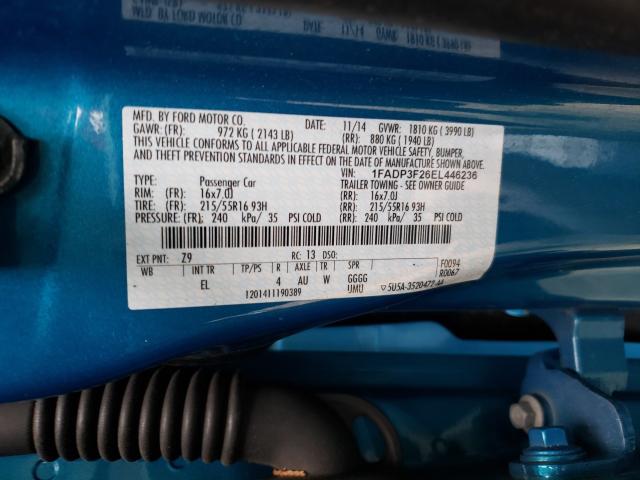 MFD. BY FORD MOTOR CO.
DATE: 11/14 GVWR: 1810 KG (3990 LB)
GAWR: (FR): 972 KG (2143 LB) (RR): 880 KG (1940 LB)
THIS VEHICLE CONFORMS TO ALL APPLICABLE FEDERAL MOTOR VEHICLE SAFETY, BUMPER,
AND THEFT PREVENTION STANDARDS IN EFFECT ON THE DATE OF MANUFACTURE SHOWN ABOVE.
VIN: 1FADP3F26EL446236
TYPE: Passenger Car TRAILER TOWING - SEE OWNER GUIDE
RIM: (FR): 16x7.0J (RR): 16x7.0J
TIRE: (FR): 215/55R16 93H (RR): 215/55R16 93H
PRESSURE: (FR): 240 kPa/ 35 PSI COLD (RR): 240 kPa/ 35 PSI COLD
EXT PNT: Z9 RC: 13 DSO: F0094
WB INT TR TP/PS R AXLE TR SPR R0067
EL 4 AU W GGGG
1201411190389 IJMU 5U5A-3520472-AA